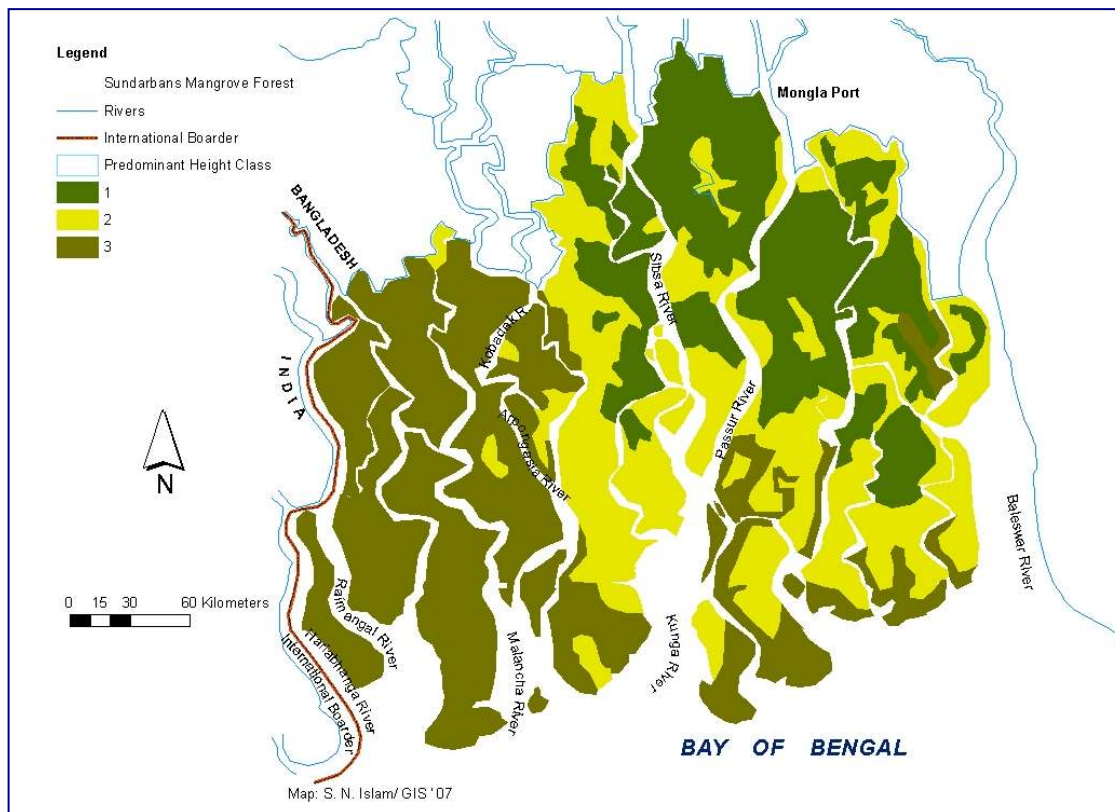 Legend
Sundarbans Mangrove Forest
Rivers
International Boarder
Predominant Height Class
1
2
3
Mongla Port
BANGLADESH
INDIA
Sibsa River
Kobadak R.
Arpongasia River
Passur River
Baleswar River
N
0 15 30 60 Kilometers
Raimangal River
Hariabhanga River
International Boarder
Malancha River
Kunga River
BAY OF BENGAL
Map: S. N. Islam/ GIS '07